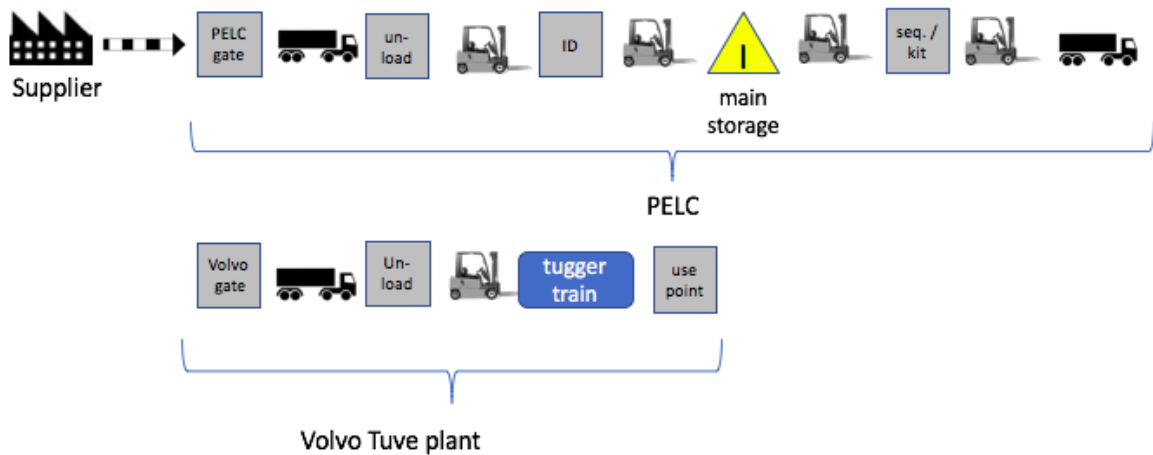 Supplier
PELC
gate
un-
load
ID
I
main
storage
seq. /
kit
PELC
Volvo
gate
Un-
load
tugger
train
use
point
Volvo Tuve plant